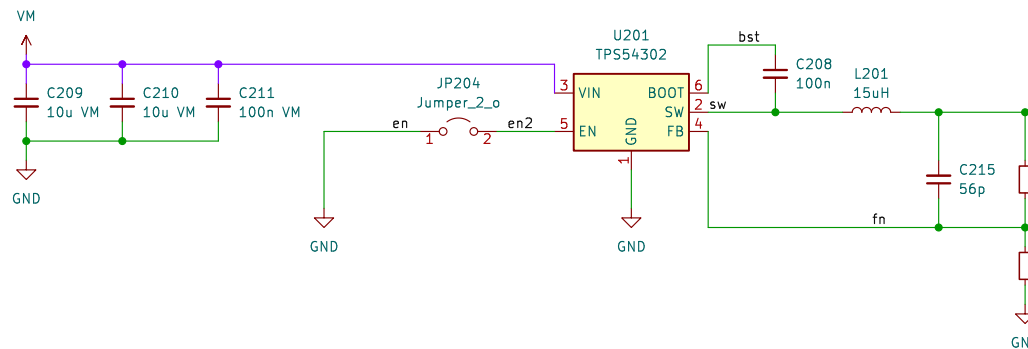 VM
C209
10u VM
C210
10u VM
C211
100n VM
GND
en
JP204
Jumper_2_o
1
2
en2
GND
U201
TPS54302
3
VIN
5
EN
BOOT
6
SW
2
FB
4
GND
1
GND
bst
sw
C208
100n
L201
15uH
C215
56p
fn
GN